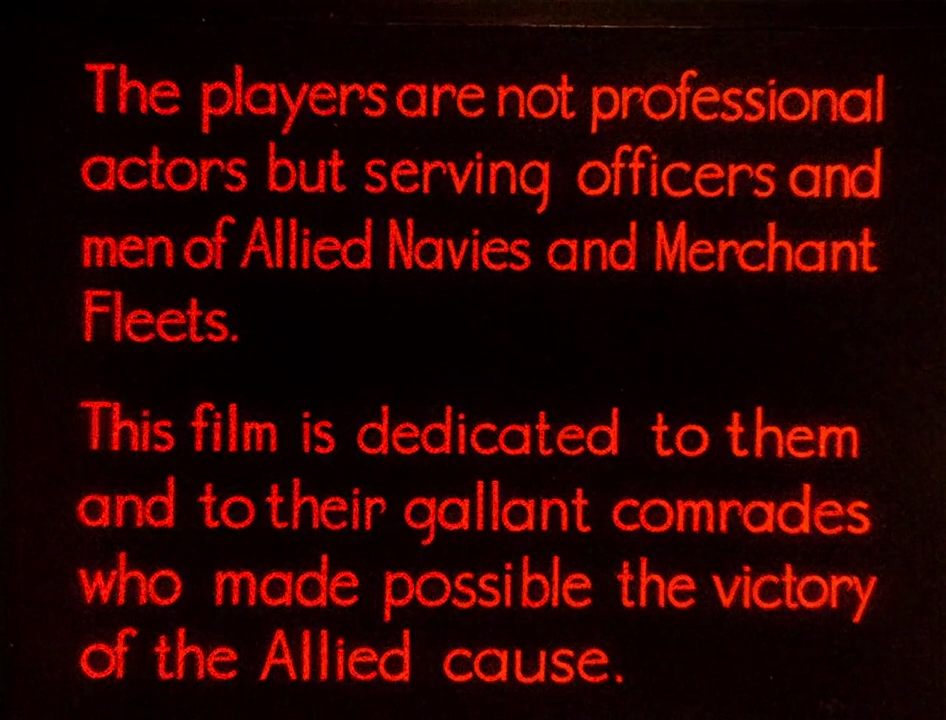 The players are not professional
actors but serving officers and
men of Allied Navies and Merchant
Fleets.
This film is dedicated to them
and to their gallant comrades
who made possible the victory
of the Allied cause.